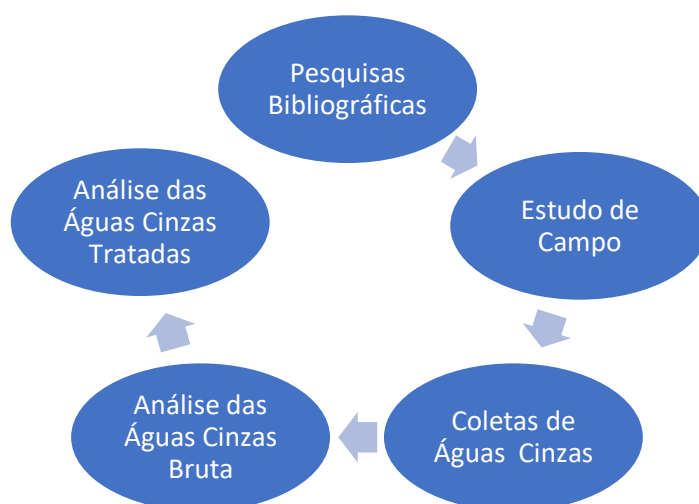 Pesquisas
Bibliográficas
Estudo de
Campo
Coletas de
Águas Cinzas
Análise das
Águas Cinzas
Bruta
Análise das
Águas Cinzas
Tratadas